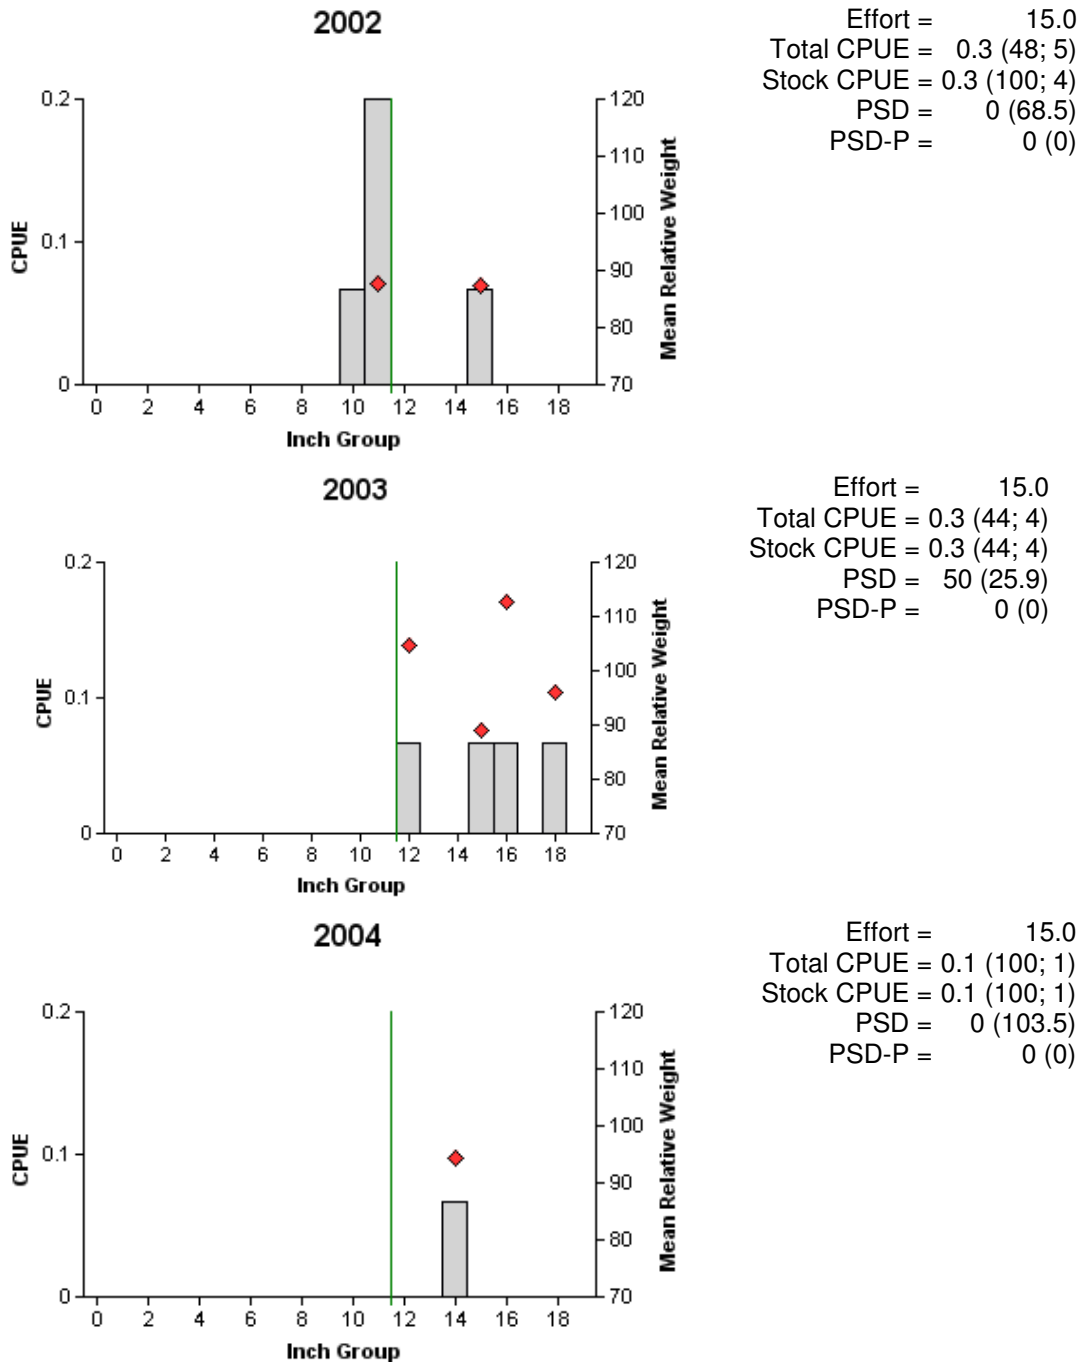 2002
Effort = 15.0
Total CPUE = 0.3 (48; 5)
Stock CPUE = 0.3 (100; 4)
PSD = 0 (68.5)
PSD-P = 0 (0)
0.2
0.1
0
CPUE
120
110
100
90
80
70
Mean Relative Weight
0 2 4 6 8 10 12 14 16 18
Inch Group
2003
Effort = 15.0
Total CPUE = 0.3 (44; 4)
Stock CPUE = 0.3 (44; 4)
PSD = 50 (25.9)
PSD-P = 0 (0)
0.2
0.1
0
CPUE
120
110
100
90
80
70
Mean Relative Weight
0 2 4 6 8 10 12 14 16 18
Inch Group
2004
Effort = 15.0
Total CPUE = 0.1 (100; 1)
Stock CPUE = 0.1 (100; 1)
PSD = 0 (103.5)
PSD-P = 0 (0)
0.2
0.1
0
CPUE
120
110
100
90
80
70
Mean Relative Weight
0 2 4 6 8 10 12 14 16 18
Inch Group